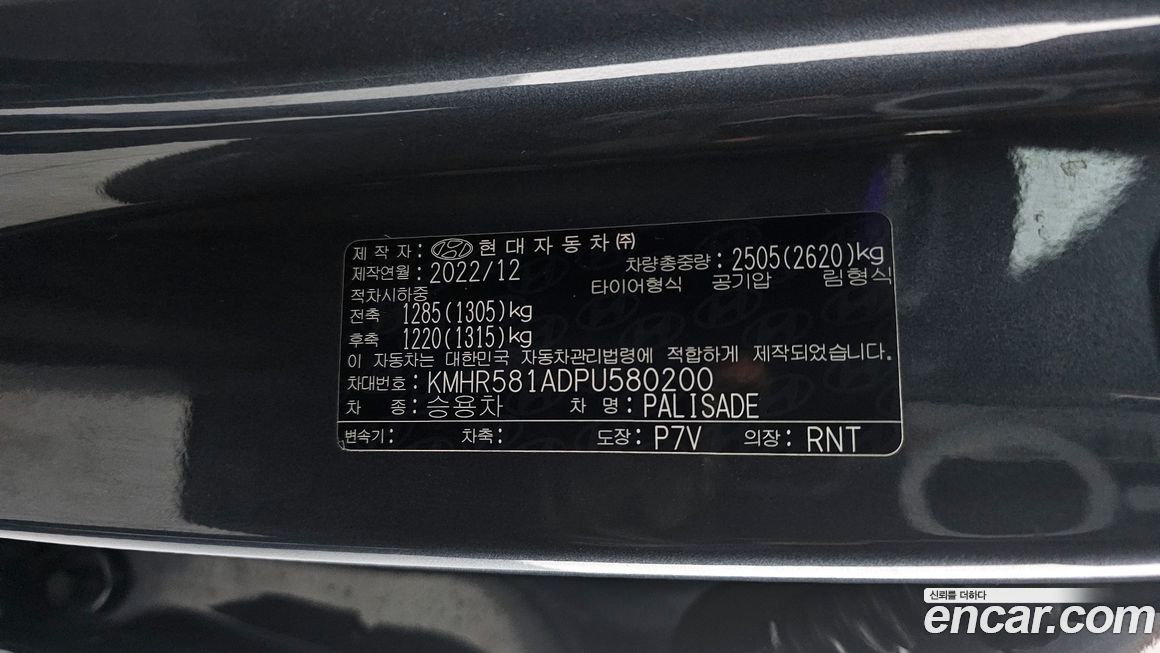 제 작 자 : 현대자동차㈜
제작연월 : 2022/12 차량총중량 : 2505(2620)kg
적차시하중 타이어형식 공기압 림형식
전축 1285(1305)kg
후축 1220(1315)kg
이 자동차는 대한민국 자동차관리법령에 적합하게 제작되었습니다.
차대번호 : KMHR581ADPU580200
차 종 : 승용차 차 명 : PALISADE
변속기 : 차축 : 도장 : P7V 의장 : RNT
신뢰를 더하다
encar.com